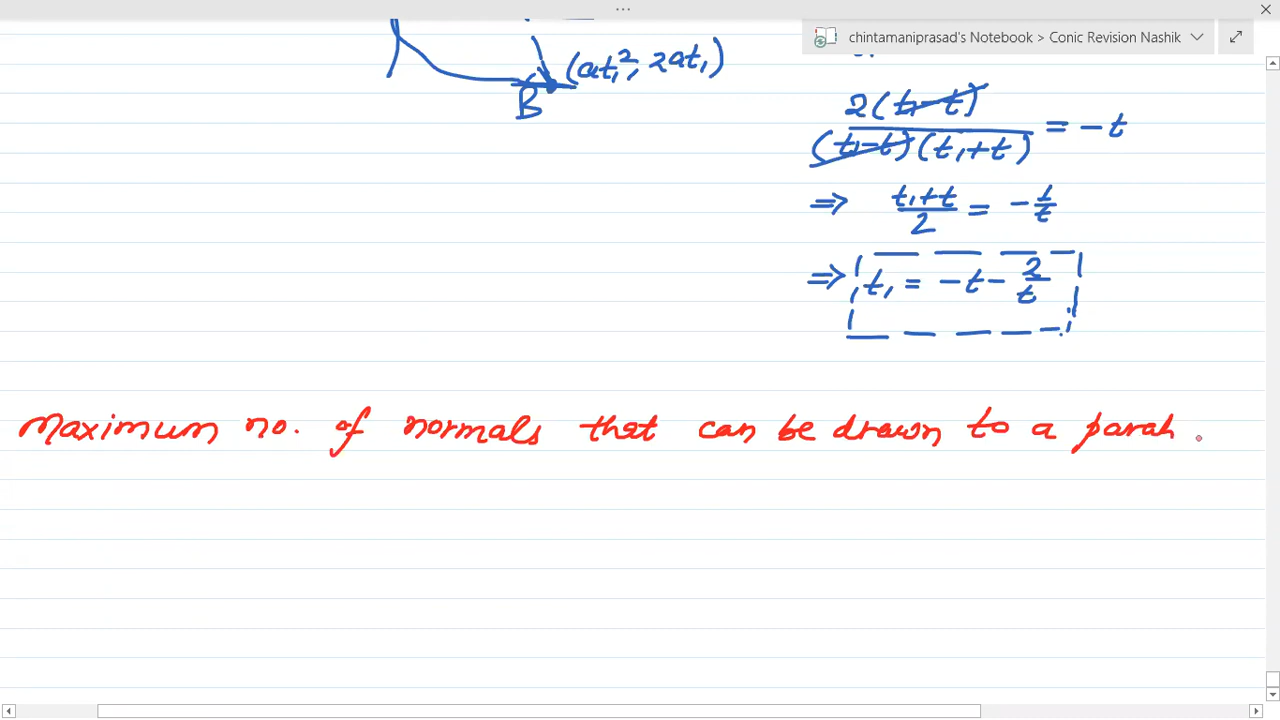 chintamaniprasad's Notebook > Conic Revision Nashik
(at₁², 2at₁)
B
2(t₁-t)
(t₁-t)(t₁+t) = -t
⇒ t₁+t/2 = -1/t
⇒ t₁ = -t - 2/t
Maximum no. of normals that can be drawn to a parab